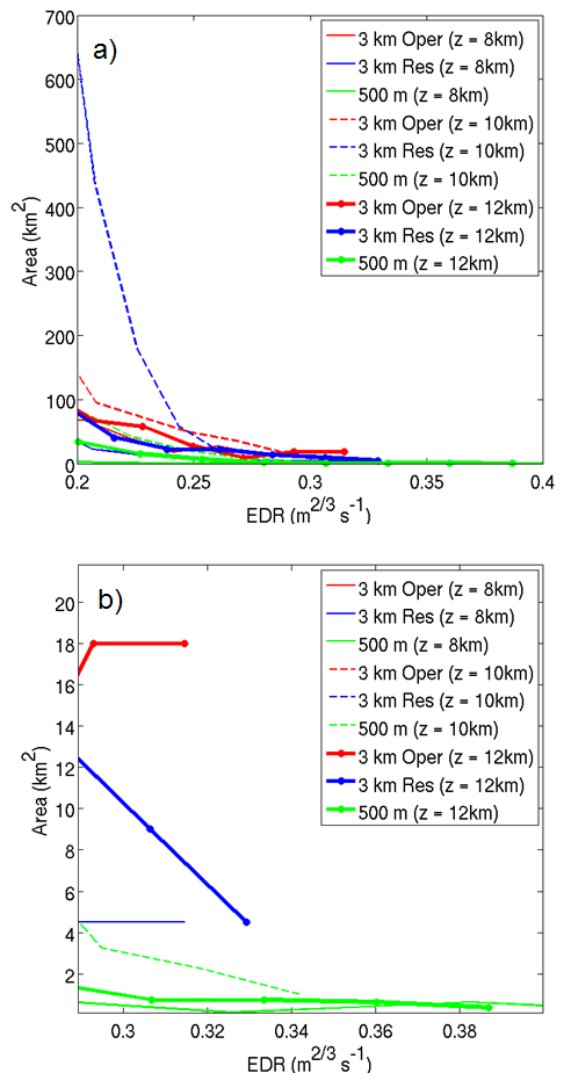 a)
700
600
500
400
300
200
100
0
Area (km²)
0.2 0.25 0.3 0.35 0.4
EDR (m²ᐟ³ s⁻¹)
3 km Oper (z = 8km)
3 km Res (z = 8km)
500 m (z = 8km)
3 km Oper (z = 10km)
3 km Res (z = 10km)
500 m (z = 10km)
3 km Oper (z = 12km)
3 km Res (z = 12km)
500 m (z = 12km)
b)
20
18
16
14
12
10
8
6
4
2
Area (km²)
0.3 0.32 0.34 0.36 0.38
EDR (m²ᐟ³ s⁻¹)
3 km Oper (z = 8km)
3 km Res (z = 8km)
500 m (z = 8km)
3 km Oper (z = 10km)
3 km Res (z = 10km)
500 m (z = 10km)
3 km Oper (z = 12km)
3 km Res (z = 12km)
500 m (z = 12km)